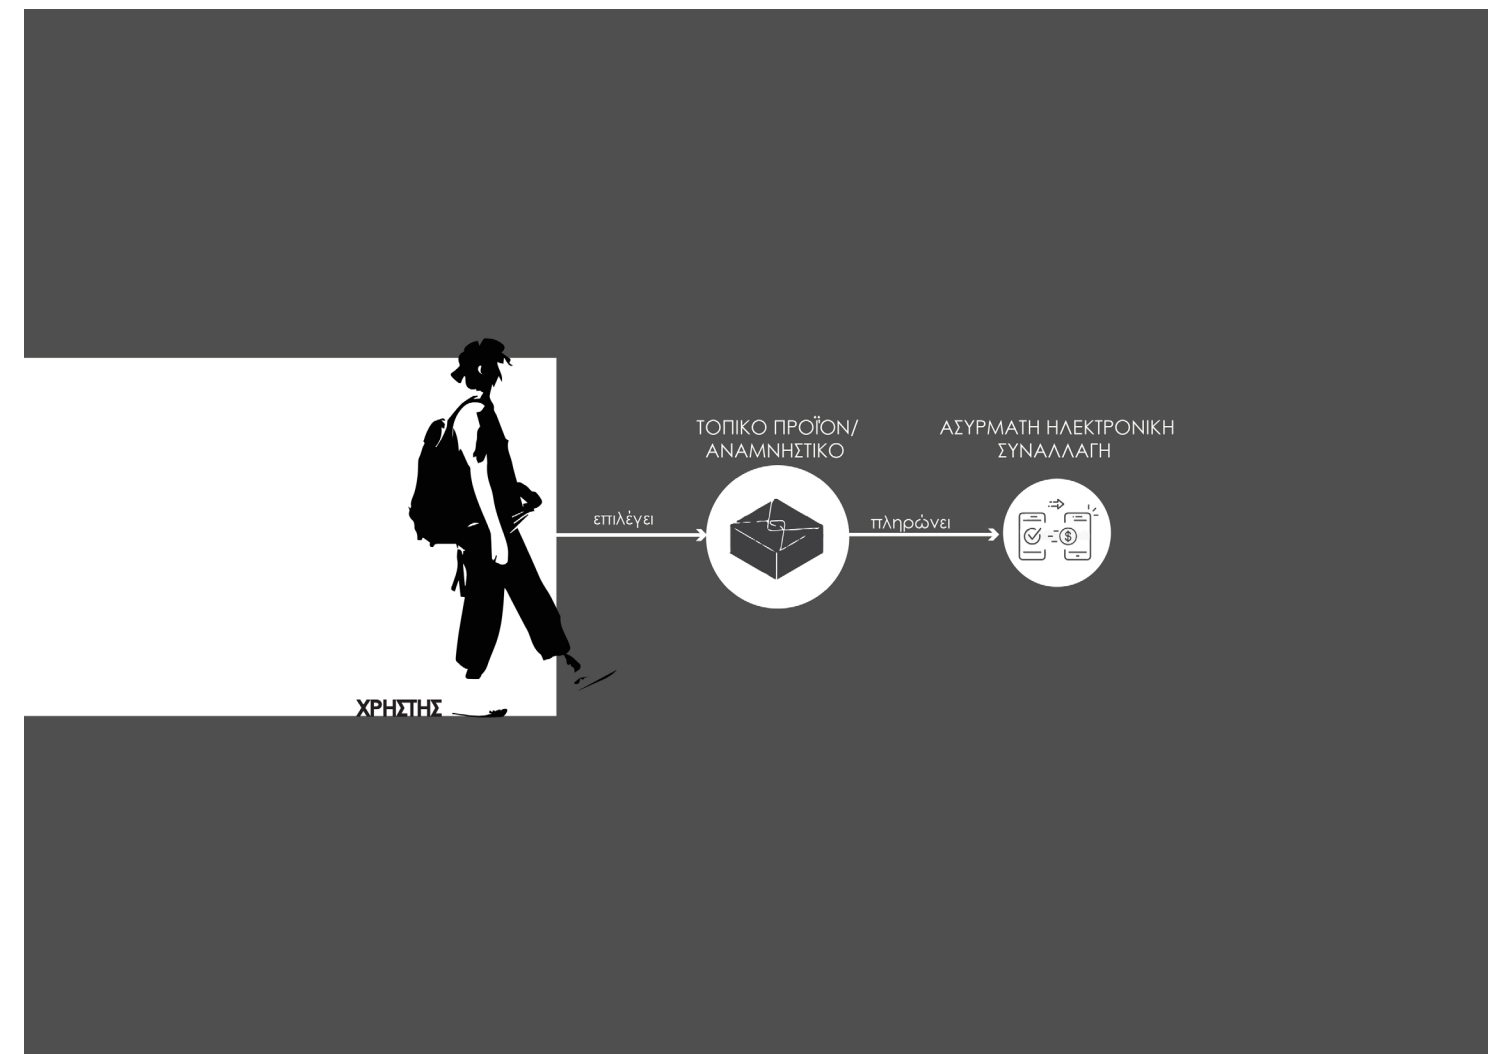 ΤΟΠΙΚΟ ΠΡΟΪΟΝ/
ΑΝΑΜΝΗΣΤΙΚΟ
ΑΣΥΡΜΑΤΗ ΗΛΕΚΤΡΟΝΙΚΗ
ΣΥΝΑΛΛΑΓΗ
επιλέγει
πληρώνει
$
ΧΡΗΣΤΗΣ